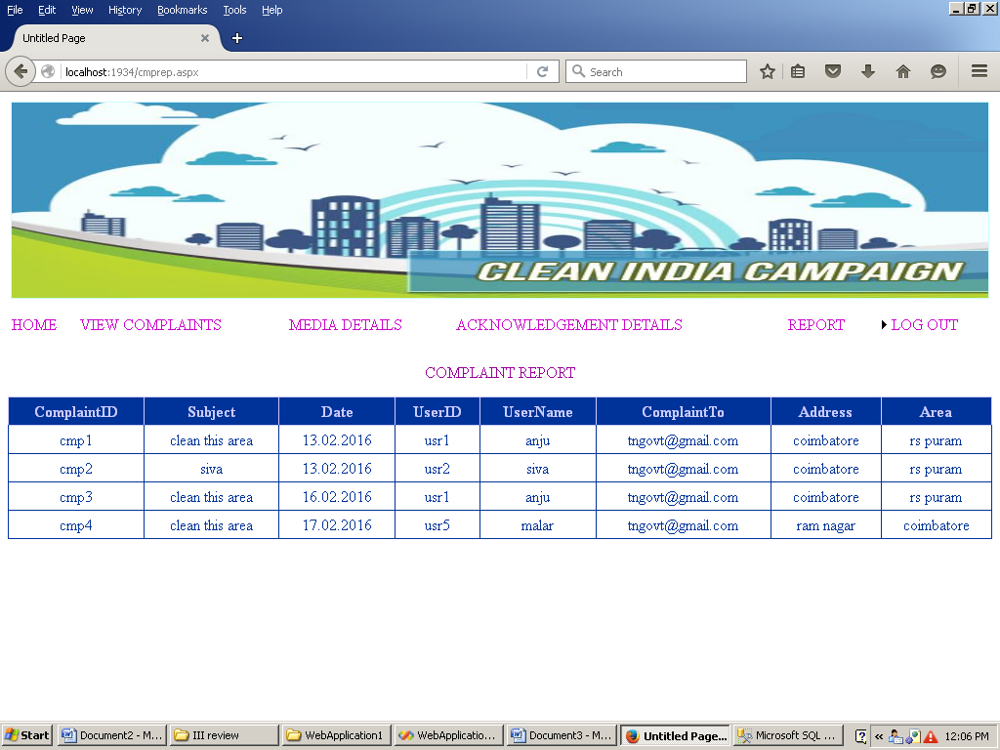 File Edit View History Bookmarks Tools Help
Untitled Page
localhost:1934/cmprep.aspx
Search
CLEAN INDIA CAMPAIGN
HOME VIEW COMPLAINTS MEDIA DETAILS ACKNOWLEDGEMENT DETAILS REPORT LOG OUT
COMPLAINT REPORT
ComplaintID Subject Date UserID UserName ComplaintTo Address Area
cmp1 clean this area 13.02.2016 usr1 anju tngovt@gmail.com coimbatore rs puram
cmp2 siva 13.02.2016 usr2 siva tngovt@gmail.com coimbatore rs puram
cmp3 clean this area 16.02.2016 usr1 anju tngovt@gmail.com coimbatore rs puram
cmp4 clean this area 17.02.2016 usr5 malar tngovt@gmail.com ram nagar coimbatore
Start Document2 - M... III review WebApplication1 WebApplicatio... Document3 - M... Untitled Page... Microsoft SQL ... 12:06 PM